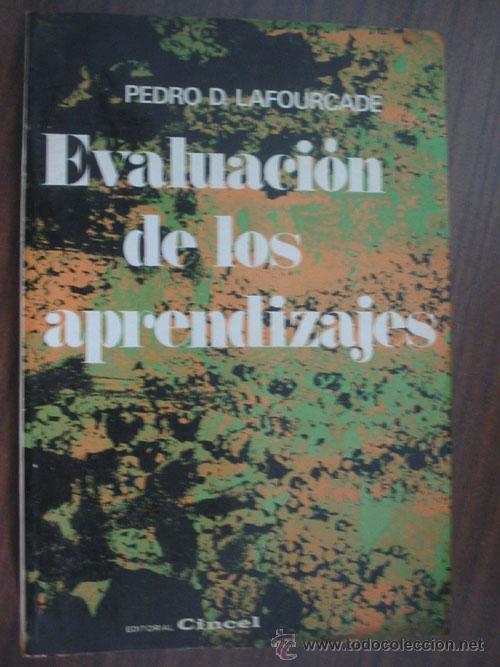 PEDRO D. LAFOURCADE
Evaluación
de los
aprendizajes
EDITORIAL Cincel
www.todocoleccion.net